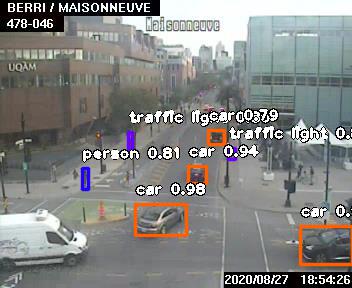 BERRI / MAISONNEUVE
478-046
Maisonneuve
UQAM
traffic light
car 0.79
traffic light 0.8
person 0.81
car 0.94
car 0.98
car 0.
2020/08/27 18:54:26